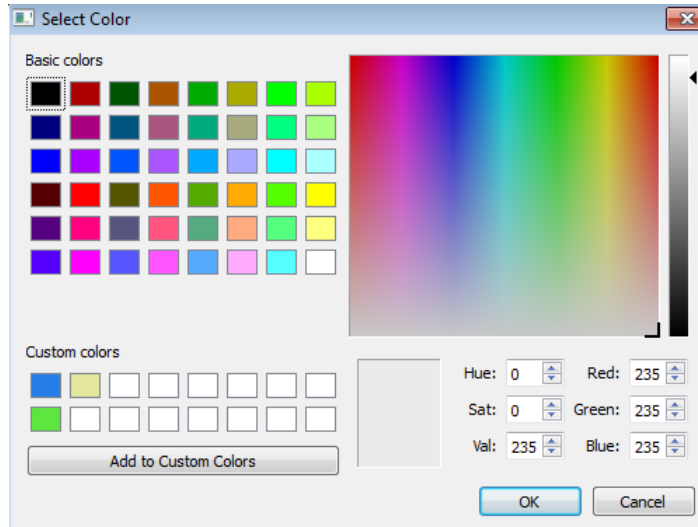 Select Color
Basic colors
Custom colors
Add to Custom Colors
Hue: 0 Red: 235
Sat: 0 Green: 235
Val: 235 Blue: 235
OK Cancel